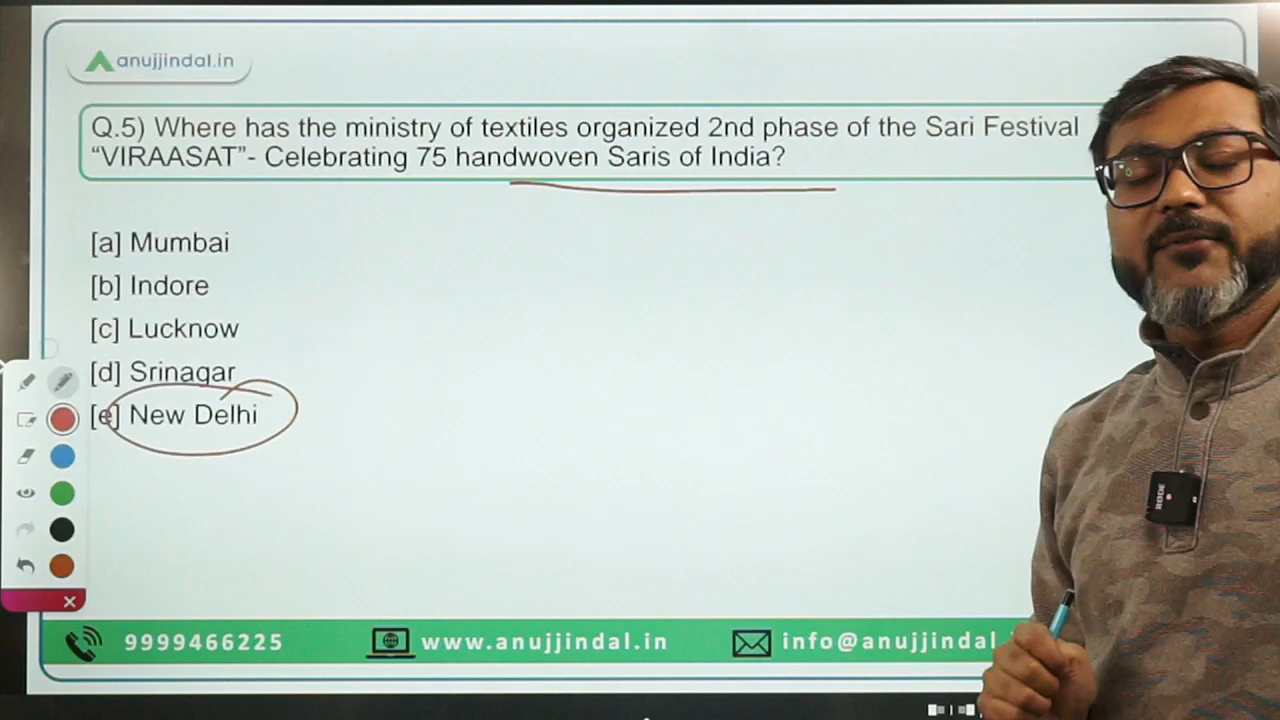 anujjindal.in
Q.5) Where has the ministry of textiles organized 2nd phase of the Sari Festival
“VIRAASAT”- Celebrating 75 handwoven Saris of India?
[a] Mumbai
[b] Indore
[c] Lucknow
[d] Srinagar
[e] New Delhi
RODE
9999466225
www.anujjindal.in
info@anujjindal.i